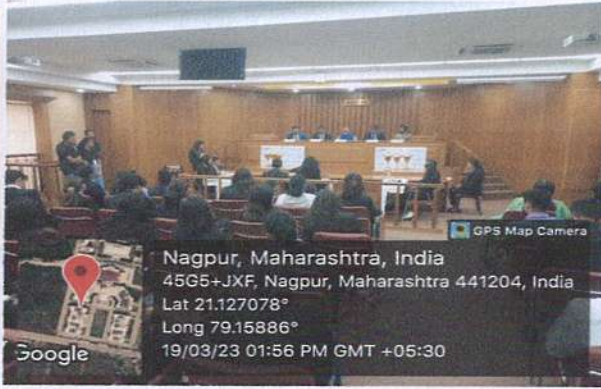 GPS Map Camera
Nagpur, Maharashtra, India
45G5+JXF, Nagpur, Maharashtra 441204, India
Lat 21.127078°
Long 79.15886°
19/03/23 01:56 PM GMT +05:30
Google